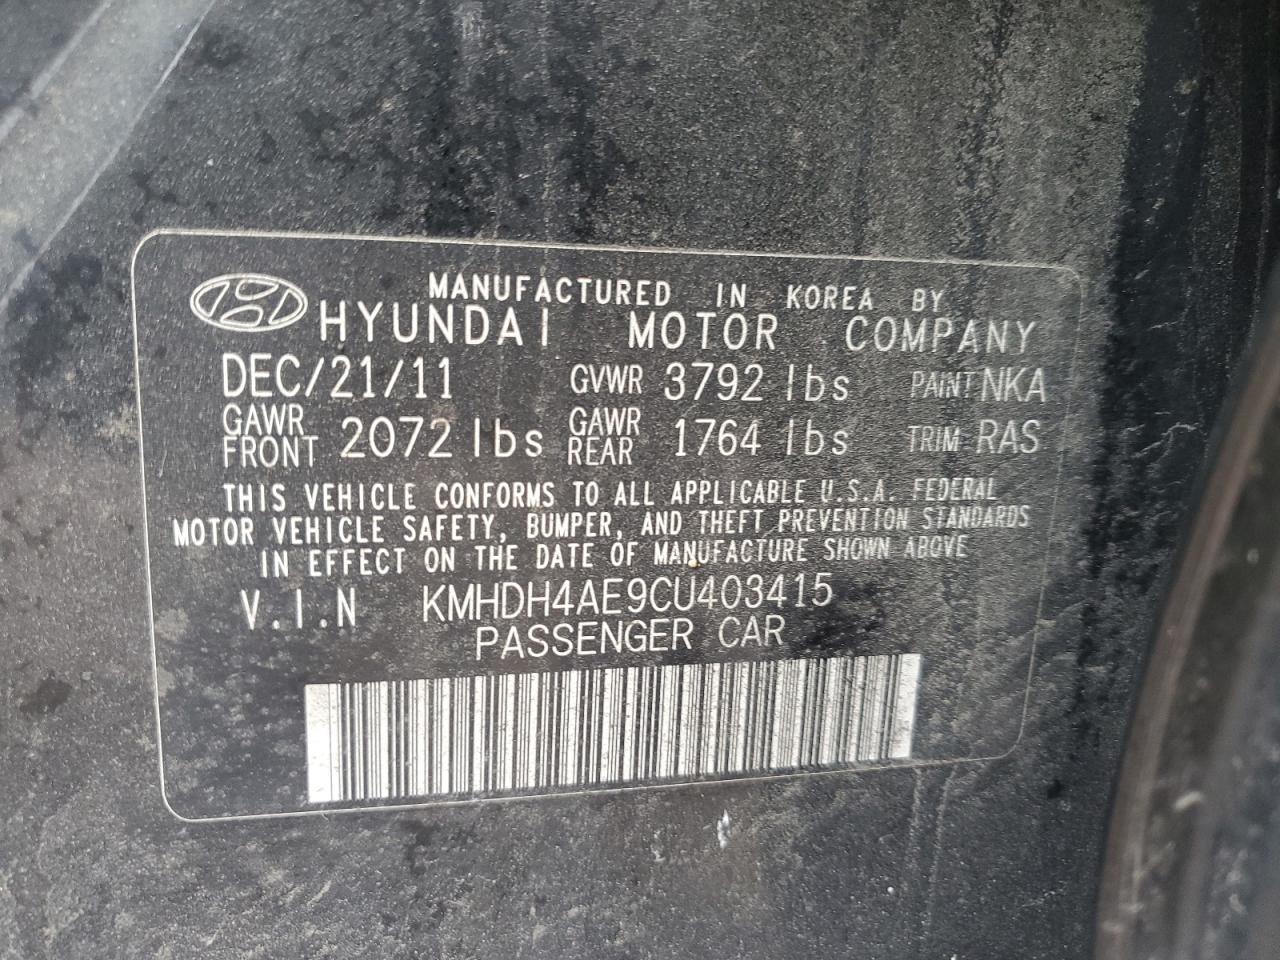 MANUFACTURED IN KOREA BY
HYUNDAI MOTOR COMPANY
DEC/21/11 GVWR 3792 lbs PAINT NKA
GAWR FRONT 2072 lbs GAWR REAR 1764 lbs TRIM RAS
THIS VEHICLE CONFORMS TO ALL APPLICABLE U.S.A. FEDERAL
MOTOR VEHICLE SAFETY, BUMPER, AND THEFT PREVENTION STANDARDS
IN EFFECT ON THE DATE OF MANUFACTURE SHOWN ABOVE
V.I.N KMHDH4AE9CU403415
PASSENGER CAR